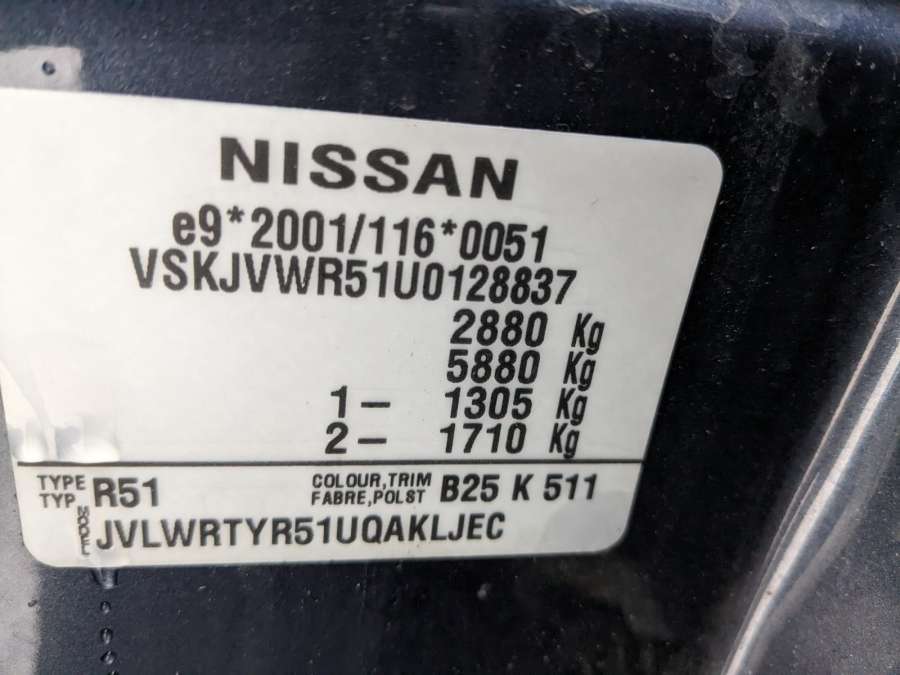 NISSAN
e9*2001/116*0051
VSKJVWR51U0128837
2880 Kg
5880 Kg
1- 1305 Kg
2- 1710 Kg
TYPE TYP R51 COLOUR,TRIM FABRE,POLST B25 K 511
MODEL JVLWRTYR51UQAKLJEC